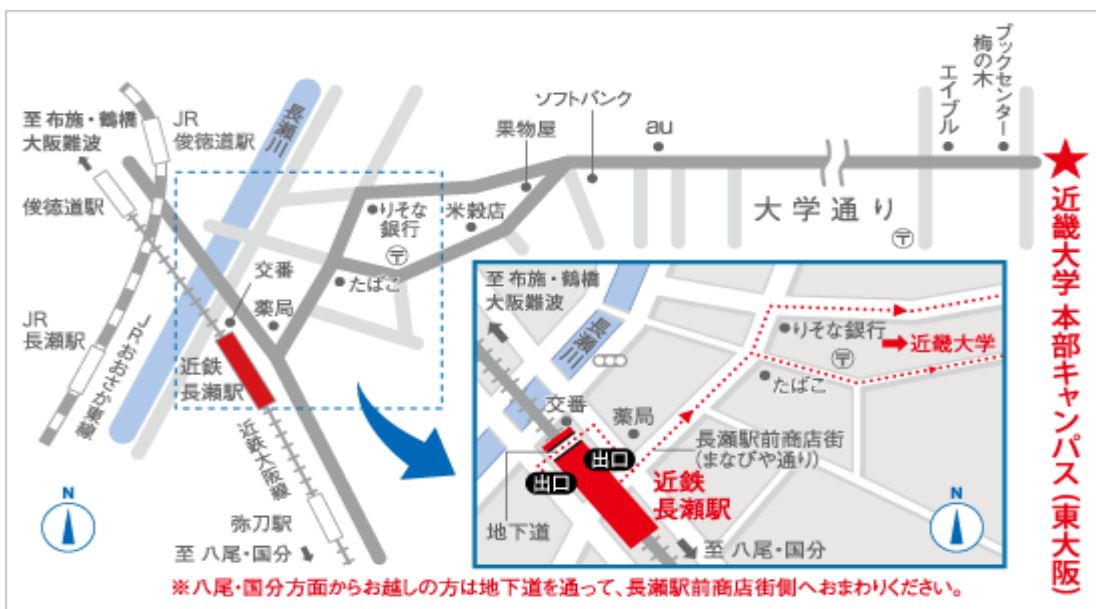 ブックセンター
梅の木
エイブル
ソフトバンク
果物屋
au
長瀬川
JR
俊徳道駅
至 布施・鶴橋
大阪難波
俊徳道駅
りそな
銀行
米穀店
大学通り
〒
〒
たばこ
交番
薬局
JR
長瀬駅
JRおおさか東線
近鉄
長瀬駅
近鉄大阪線
弥刀駅
至 八尾・国分
N
至 布施・鶴橋
大阪難波
長瀬川
りそな銀行
〒
近畿大学
たばこ
交番
薬局
長瀬駅前商店街
(まなびや通り)
出口
出口
近鉄
長瀬駅
地下道
至 八尾・国分
N
★近畿大学 本部キャンパス(東大阪)
※八尾・国分方面からお越しの方は地下道を通って、長瀬駅前商店街側へおまわりください。